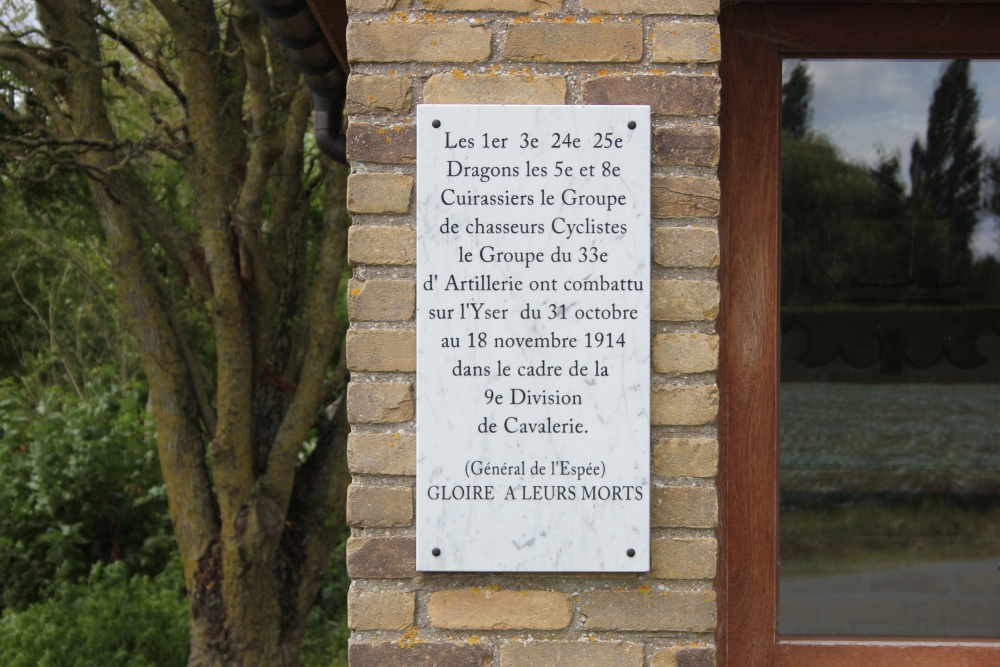 Les 1er 3e 24e 25e
Dragons les 5e et 8e
Cuirassiers le Groupe
de chasseurs Cyclistes
le Groupe du 33e
d' Artillerie ont combattu
sur l'Yser du 31 octobre
au 18 novembre 1914
dans le cadre de la
9e Division
de Cavalerie.
(Général de l'Espée)
GLOIRE A LEURS MORTS